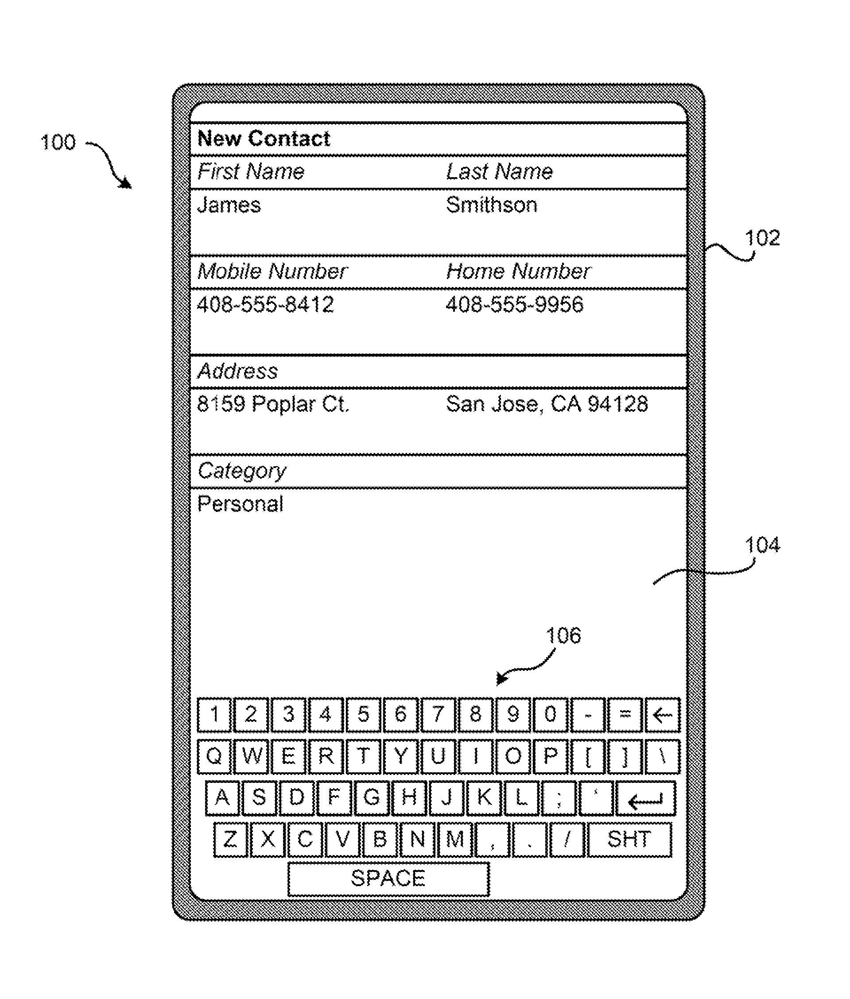 100
New Contact
First Name Last Name
James Smithson
102
Mobile Number Home Number
408-555-8412 408-555-9956
Address
8159 Poplar Ct. San Jose, CA 94128
Category
Personal
104
106
1 2 3 4 5 6 7 8 9 0 - = ←
Q W E R T Y U I O P [ ] \
A S D F G H J K L ; ‘ ↵
Z X C V B N M , . / SHT
SPACE